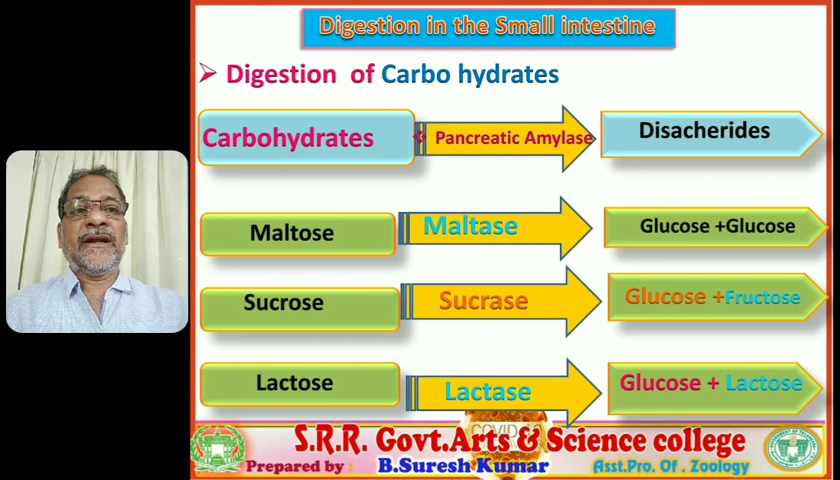 Digestion in the Small intestine
Digestion of Carbo hydrates
Carbohydrates Pancreatic Amylase Disacherides
Maltose Maltase Glucose +Glucose
Sucrose Sucrase Glucose +Fructose
Lactose Lactase Glucose + Lactose
COVID
S.R.R. Govt.Arts & Science college
Prepared by : B.Suresh Kumar Asst.Pro. Of . Zoology